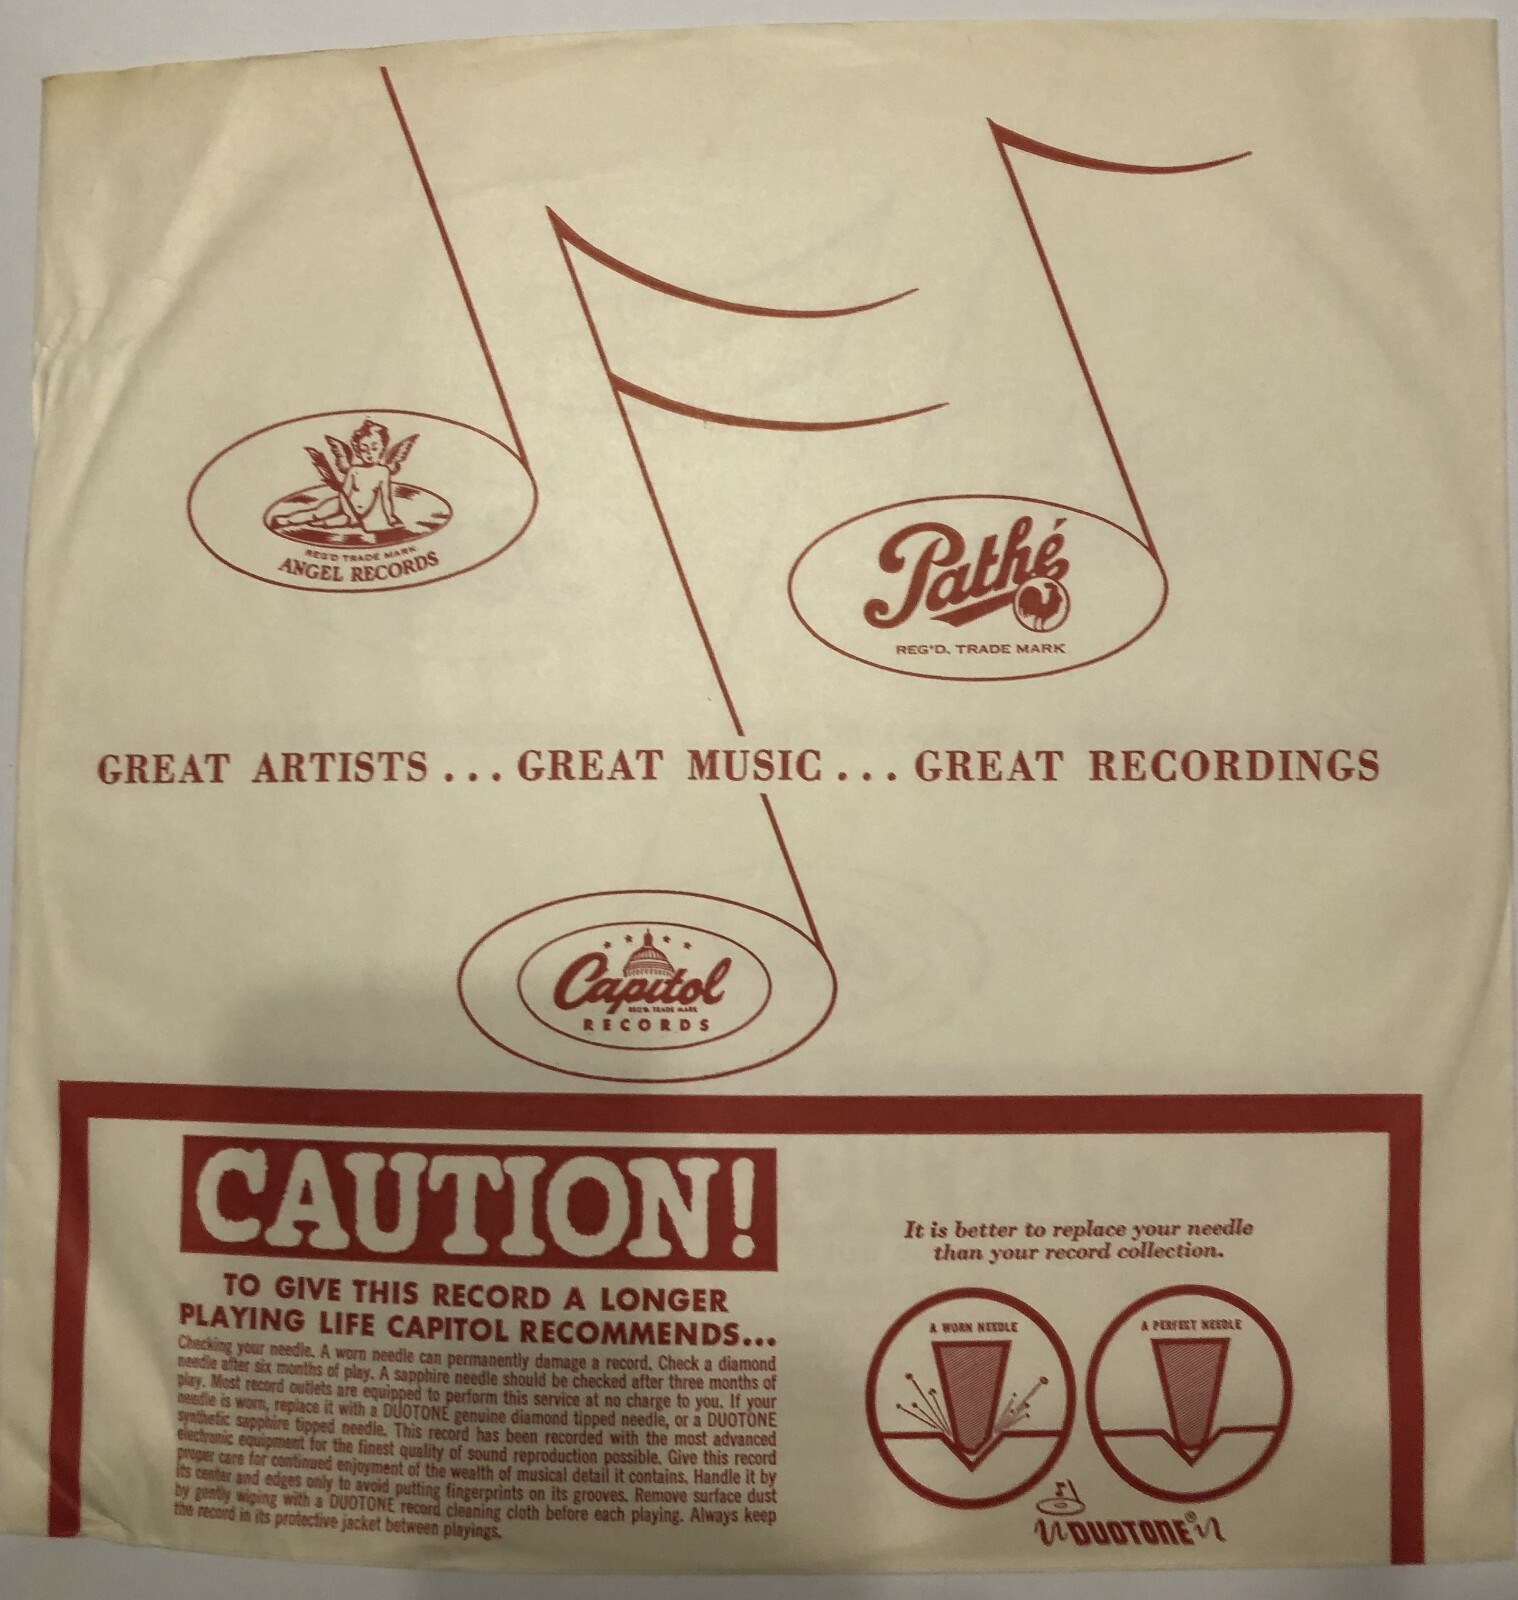 REG'D TRADE MARK
ANGEL RECORDS
Pathé
REG'D. TRADE MARK
GREAT ARTISTS... GREAT MUSIC... GREAT RECORDINGS
Capitol
REG'D. TRADE MARK
RECORDS
CAUTION!
TO GIVE THIS RECORD A LONGER
PLAYING LIFE CAPITOL RECOMMENDS...
Checking your needle. A worn needle can permanently damage a record. Check a diamond
needle after six months of play. A sapphire needle should be checked after three months of
play. Most record outlets are equipped to perform this service at no charge to you. If your
needle is worn, replace it with a DUOTONE genuine diamond tipped needle, or a DUOTONE
synthetic sapphire tipped needle. This record has been recorded with the most advanced
electronic equipment for the finest quality of sound reproduction possible. Give this record
proper care for continued enjoyment of the wealth of musical detail it contains. Handle it by
its center and edges only to avoid putting fingerprints on its grooves. Remove surface dust
by gently wiping with a DUOTONE record cleaning cloth before each playing. Always keep
the record in its protective jacket between playings.
It is better to replace your needle
than your record collection.
A WORN NEEDLE
A PERFECT NEEDLE
DUOTONE®